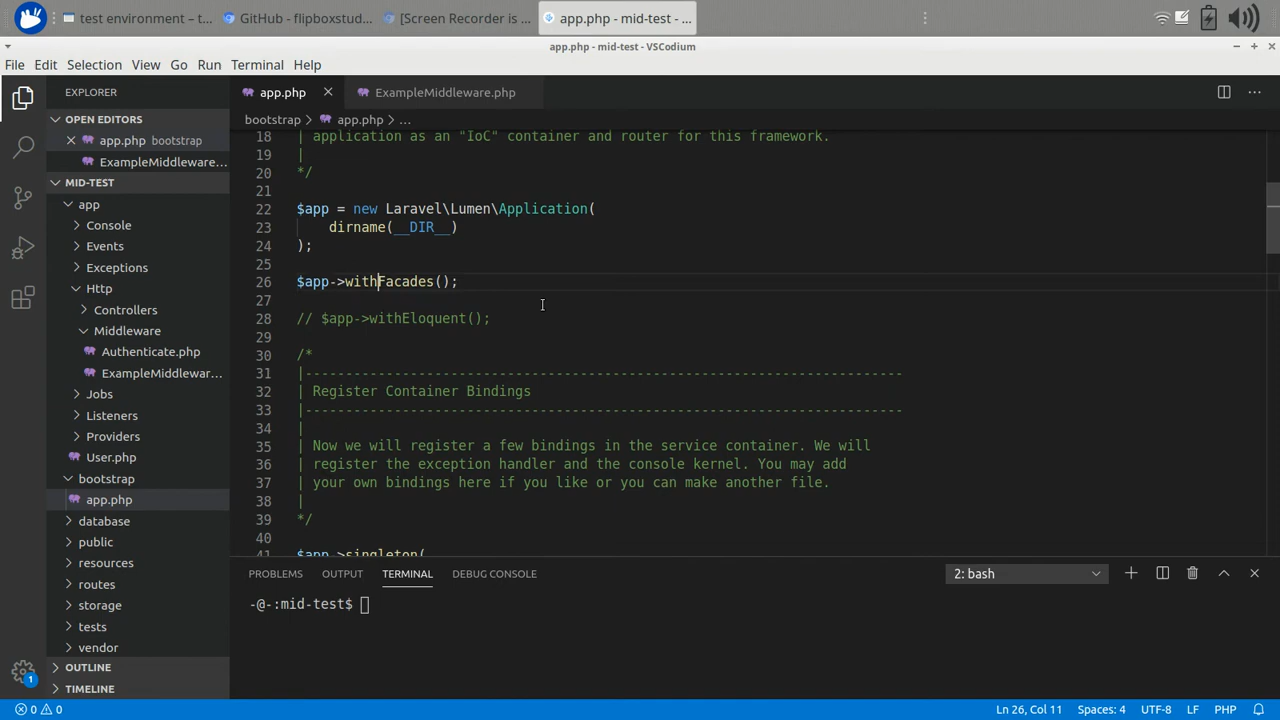 test environment – t...
GitHub - flipboxstud...
[Screen Recorder is ...
app.php - mid-test - ...
app.php - mid-test - VSCodium
File Edit Selection View Go Run Terminal Help
EXPLORER
OPEN EDITORS
app.php bootstrap
ExampleMiddleware...
MID-TEST
app
Console
Events
Exceptions
Http
Controllers
Middleware
Authenticate.php
ExampleMiddlewar...
Jobs
Listeners
Providers
User.php
bootstrap
app.php
database
public
resources
routes
storage
tests
vendor
OUTLINE
TIMELINE
1
app.php
ExampleMiddleware.php
bootstrap > app.php > ...
18 | application as an "IoC" container and router for this framework.
19 |
20 */
21
22 $app = new Laravel\Lumen\Application(
23 dirname(__DIR__)
24 );
25
26 $app->withFacades();
27
28 // $app->withEloquent();
29
30 /*
31 |--------------------------------------------------------------------------
32 | Register Container Bindings
33 |--------------------------------------------------------------------------
34 |
35 | Now we will register a few bindings in the service container. We will
36 | register the exception handler and the console kernel. You may add
37 | your own bindings here if you like or you can make another file.
38 |
39 */
40
41 $app->singleton(
PROBLEMS OUTPUT TERMINAL DEBUG CONSOLE
2: bash
-@-:mid-test$
0 0
Ln 26, Col 11 Spaces: 4 UTF-8 LF PHP